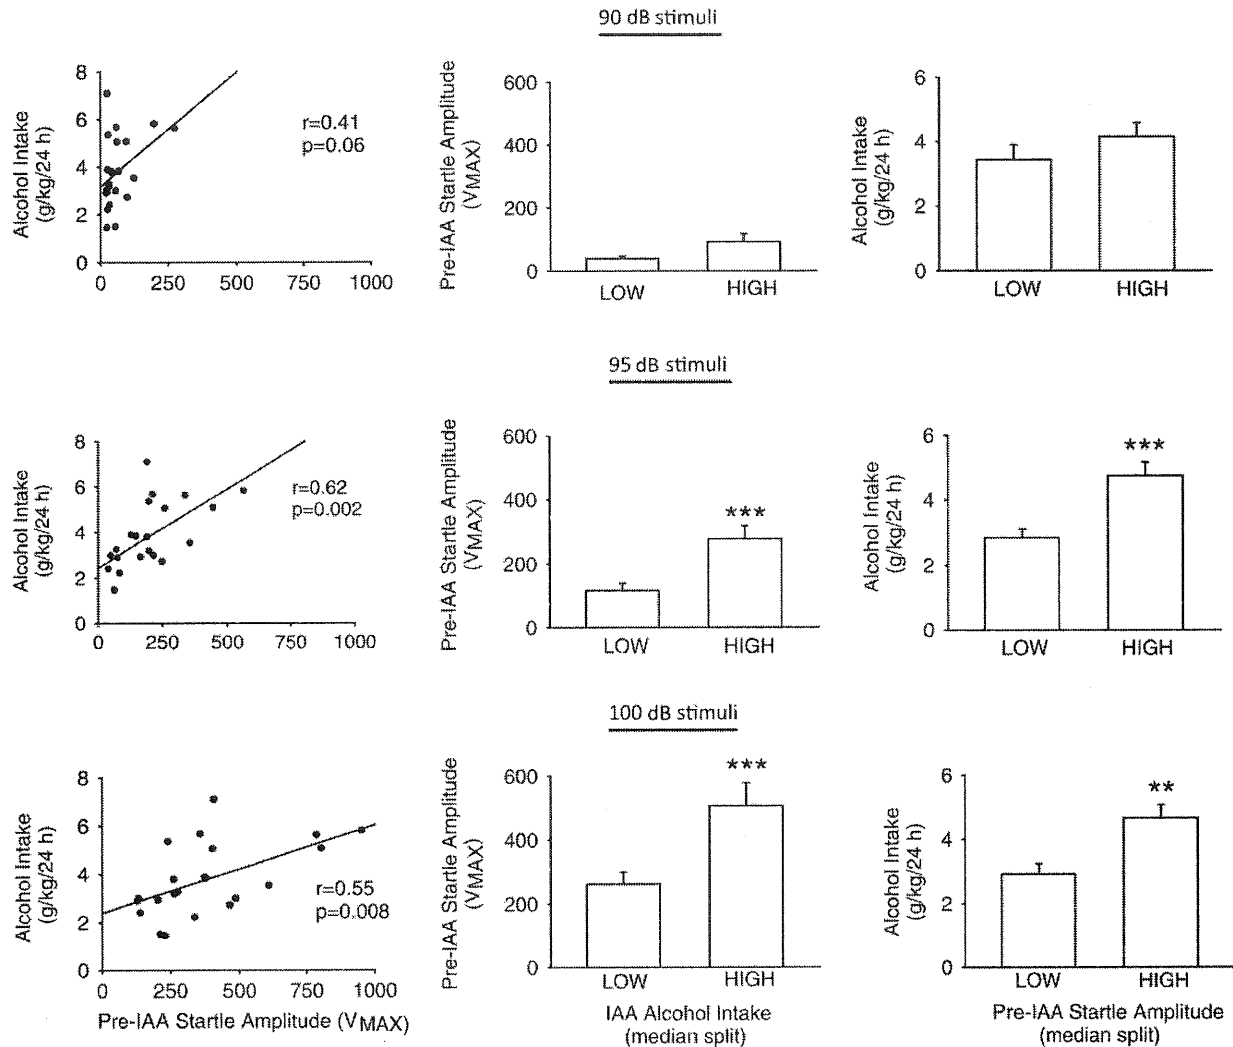 90 dB stimuli
Alcohol Intake
(g/kg/24 h)
8
6
4
2
0
r=0.41
p=0.06
0 250 500 750 1000
Pre-IAA Startle Amplitude
(VMAX)
600
400
200
0
LOW HIGH
Alcohol Intake
(g/kg/24 h)
6
4
2
0
LOW HIGH
95 dB stimuli
Alcohol Intake
(g/kg/24 h)
8
6
4
2
0
r=0.62
p=0.002
0 250 500 750 1000
Pre-IAA Startle Amplitude
(VMAX)
600
400
200
0
***
LOW HIGH
Alcohol Intake
(g/kg/24 h)
6
4
2
0
***
LOW HIGH
100 dB stimuli
Alcohol Intake
(g/kg/24 h)
8
6
4
2
0
r=0.55
p=0.008
0 250 500 750 1000
Pre-IAA Startle Amplitude (VMAX)
Pre-IAA Startle Amplitude
(VMAX)
600
400
200
0
***
LOW HIGH
IAA Alcohol Intake
(median split)
Alcohol Intake
(g/kg/24 h)
6
4
2
0
**
LOW HIGH
Pre-IAA Startle Amplitude
(median split)